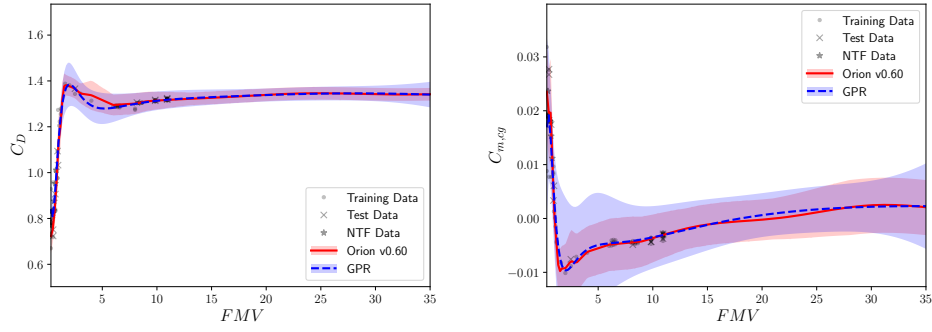 1.6
1.4
1.2
1.0
0.8
0.6
C_D
5
10
15
20
25
30
35
FMV
Training Data
Test Data
NTF Data
Orion v0.60
GPR
0.03
0.02
0.01
0.00
−0.01
C_{m,cg}
5
10
15
20
25
30
35
FMV
Training Data
Test Data
NTF Data
Orion v0.60
GPR